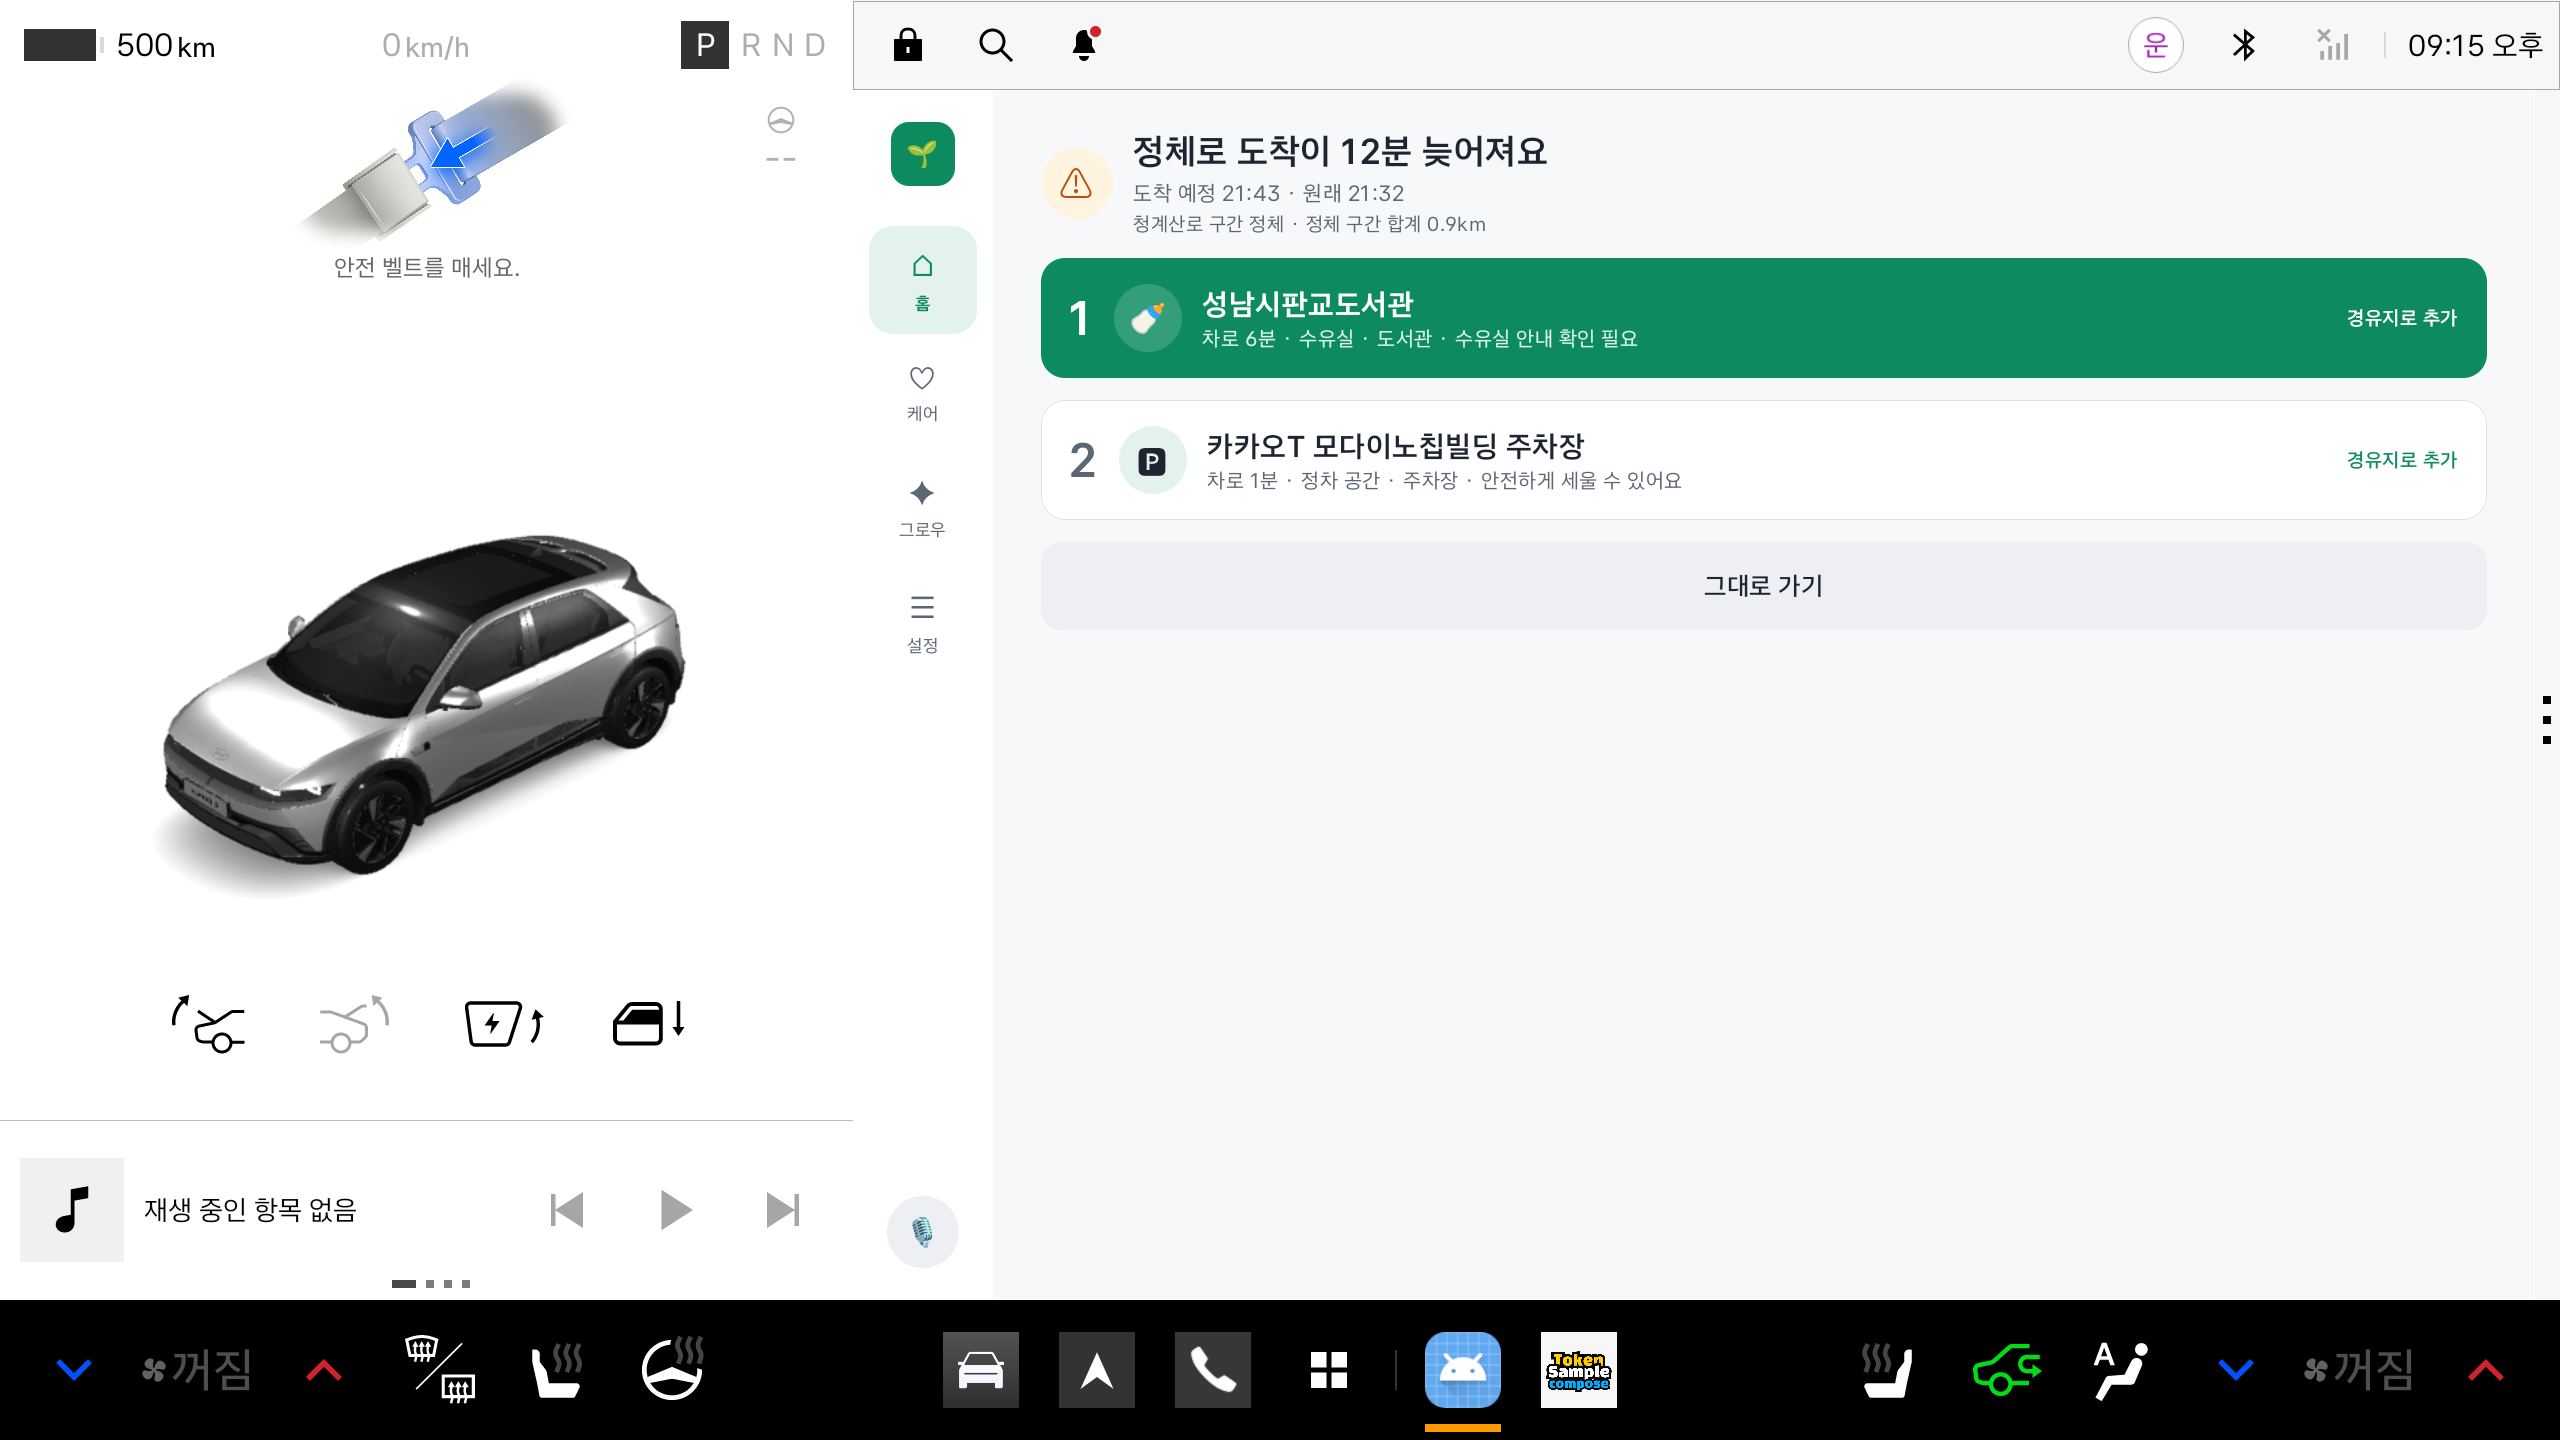 500 km
0 km/h
P R N D
안전 벨트를 매세요.
운
09:15 오후
홈
케어
그로우
설정
정체로 도착이 12분 늦어져요
도착 예정 21:43 · 원래 21:32
청계산로 구간 정체 · 정체 구간 합계 0.9km
1
성남시판교도서관
차로 6분 · 수유실 · 도서관 · 수유실 안내 확인 필요
경유지로 추가
2
P
카카오T 모다이노칩빌딩 주차장
차로 1분 · 정차 공간 · 주차장 · 안전하게 세울 수 있어요
경유지로 추가
그대로 가기
재생 중인 항목 없음
꺼짐
Token
Sample
compose
A
꺼짐